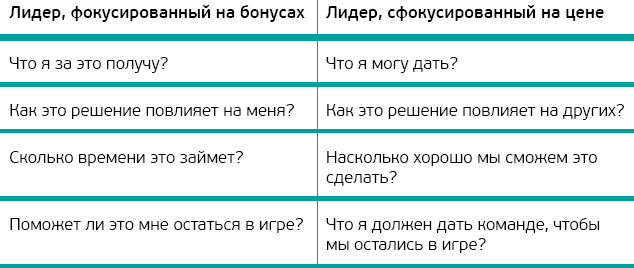 Лидер, фокусированный на бонусах
Лидер, сфокусированный на цене
Что я за это получу?
Что я могу дать?
Как это решение повлияет на меня?
Как это решение повлияет на других?
Сколько времени это займет?
Насколько хорошо мы сможем это
сделать?
Поможет ли это мне остаться в игре?
Что я должен дать команде, чтобы
мы остались в игре?